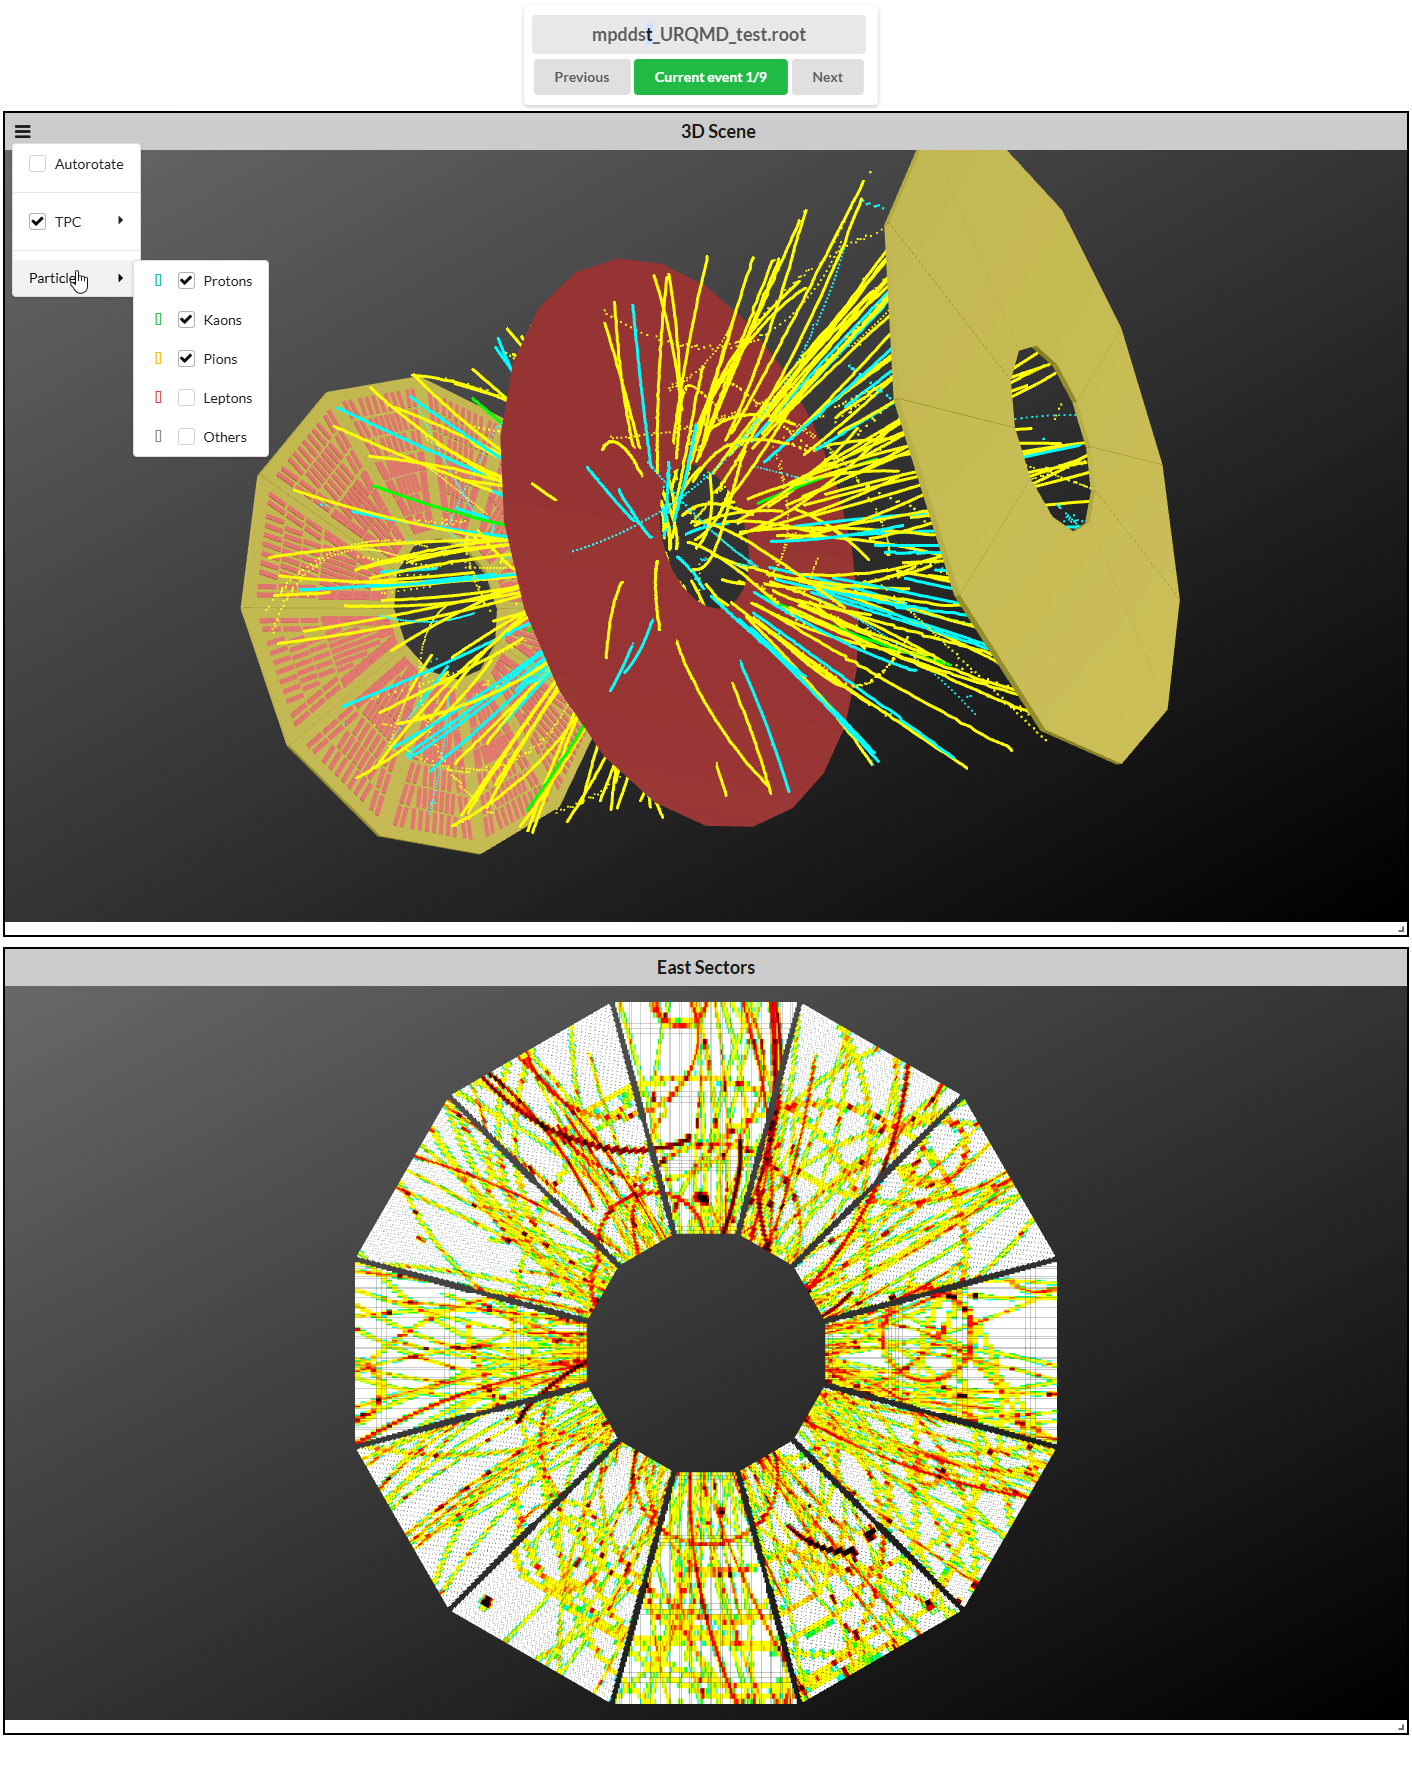 mpddst_URQMD_test.root
Previous
Current event 1/9
Next
3D Scene
Autorotate
TPC
Particle
Protons
Kaons
Pions
Leptons
Others
East Sectors